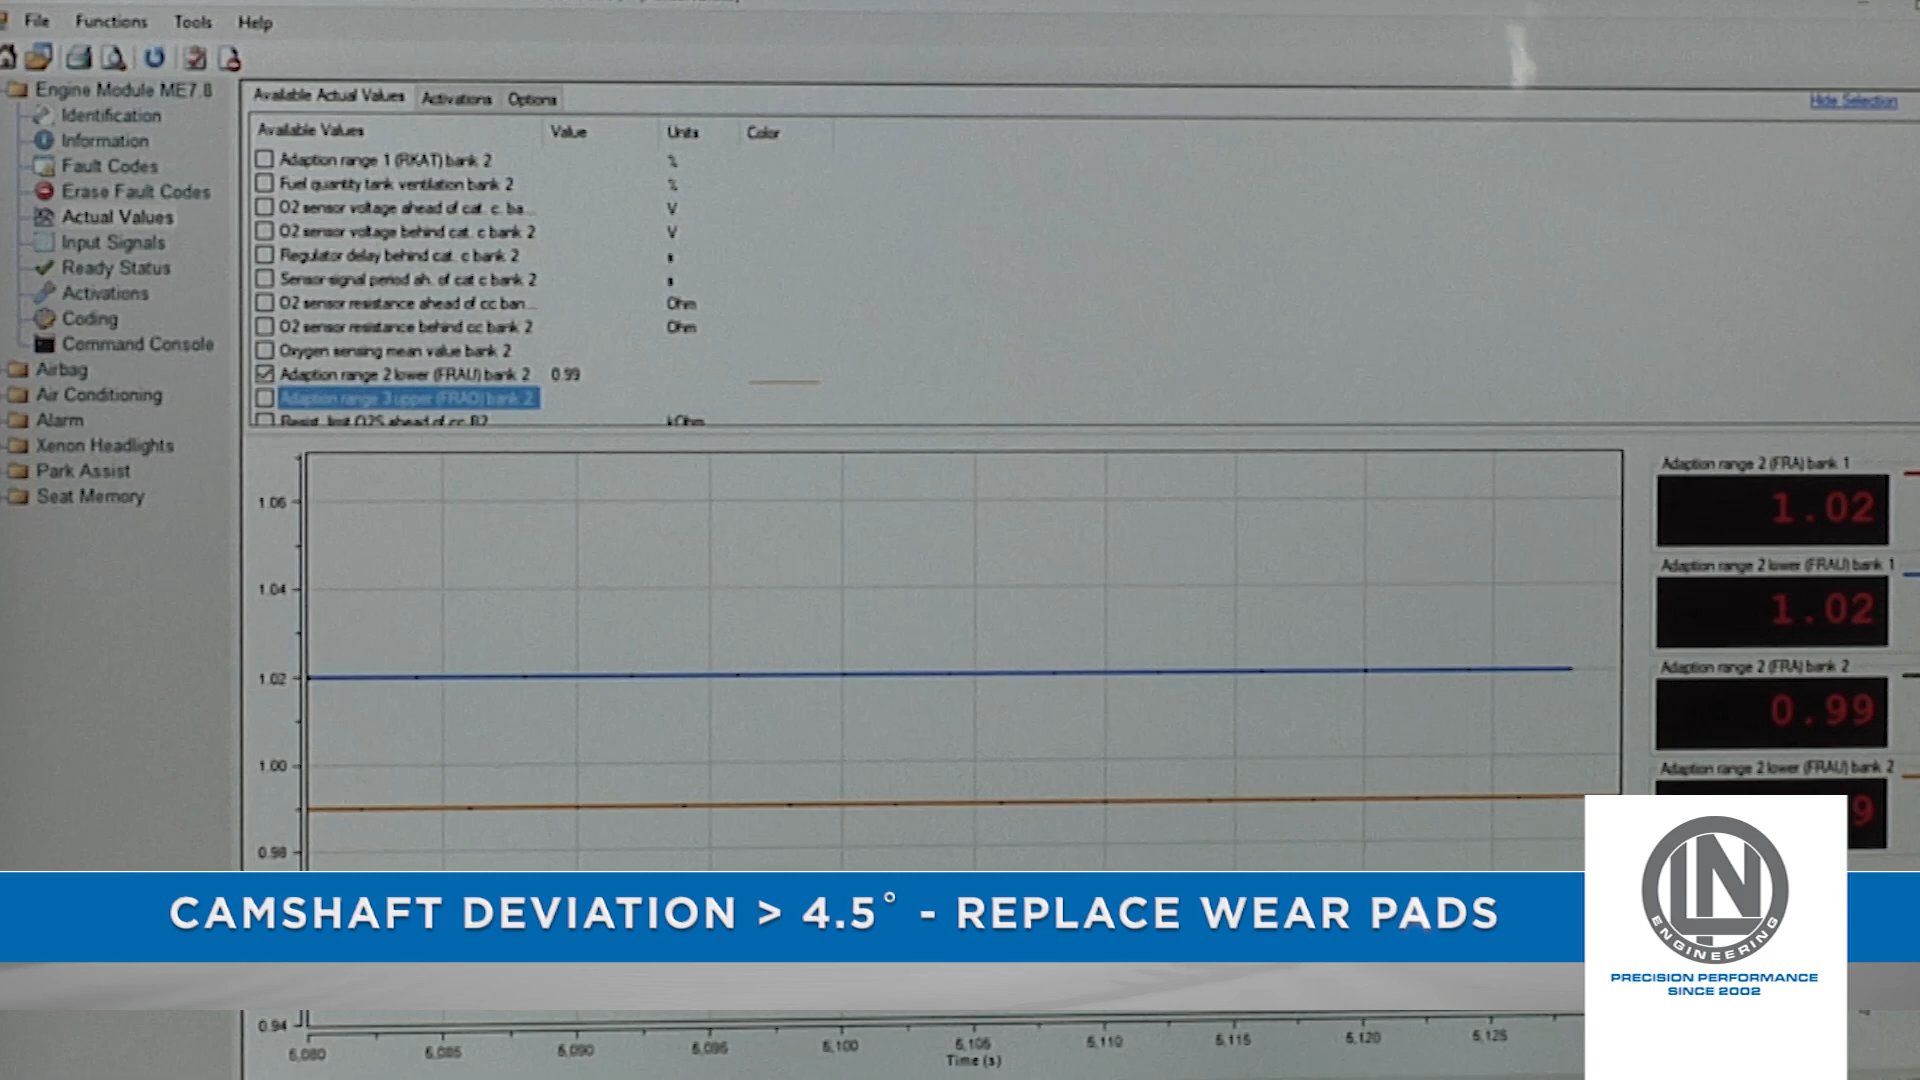 File Functions Tools Help
Engine Module ME7.8
Identification
Information
Fault Codes
Erase Fault Codes
Actual Values
Input Signals
Ready Status
Activations
Coding
Command Console
Airbag
Air Conditioning
Alarm
Xenon Headlights
Park Assist
Seat Memory
Available Actual Values Activations Options
Hide Selection
Available Values Value Units Color
Adaption range 1 (RKAT) bank 2 %
Fuel quantity tank ventilation bank 2 %
O2 sensor voltage ahead of cat. c. ba... V
O2 sensor voltage behind cat. c bank 2 V
Regulator delay behind cat. c bank 2 s
Sensor signal period ah. of cat c bank 2 s
O2 sensor resistance ahead of cc ban... Ohm
O2 sensor resistance behind cc bank 2 Ohm
Oxygen sensing mean value bank 2
Adaption range 2 lower (FRAU) bank 2 0.99
Adaption range 3 upper (FRAO) bank 2
Resist. limit O2S ahead of cc B2 kOhm
1.06
1.04
1.02
1.00
0.98
0.94
5,080 5,085 5,090 5,095 5,100 5,105 5,110 5,115 5,120 5,125
Time (s)
Adaption range 2 (FRA) bank 1
1.02
Adaption range 2 lower (FRAU) bank 1
1.02
Adaption range 2 (FRA) bank 2
0.99
Adaption range 2 lower (FRAU) bank 2
9
CAMSHAFT DEVIATION > 4.5° - REPLACE WEAR PADS
LN
ENGINEERING
PRECISION PERFORMANCE
SINCE 2002